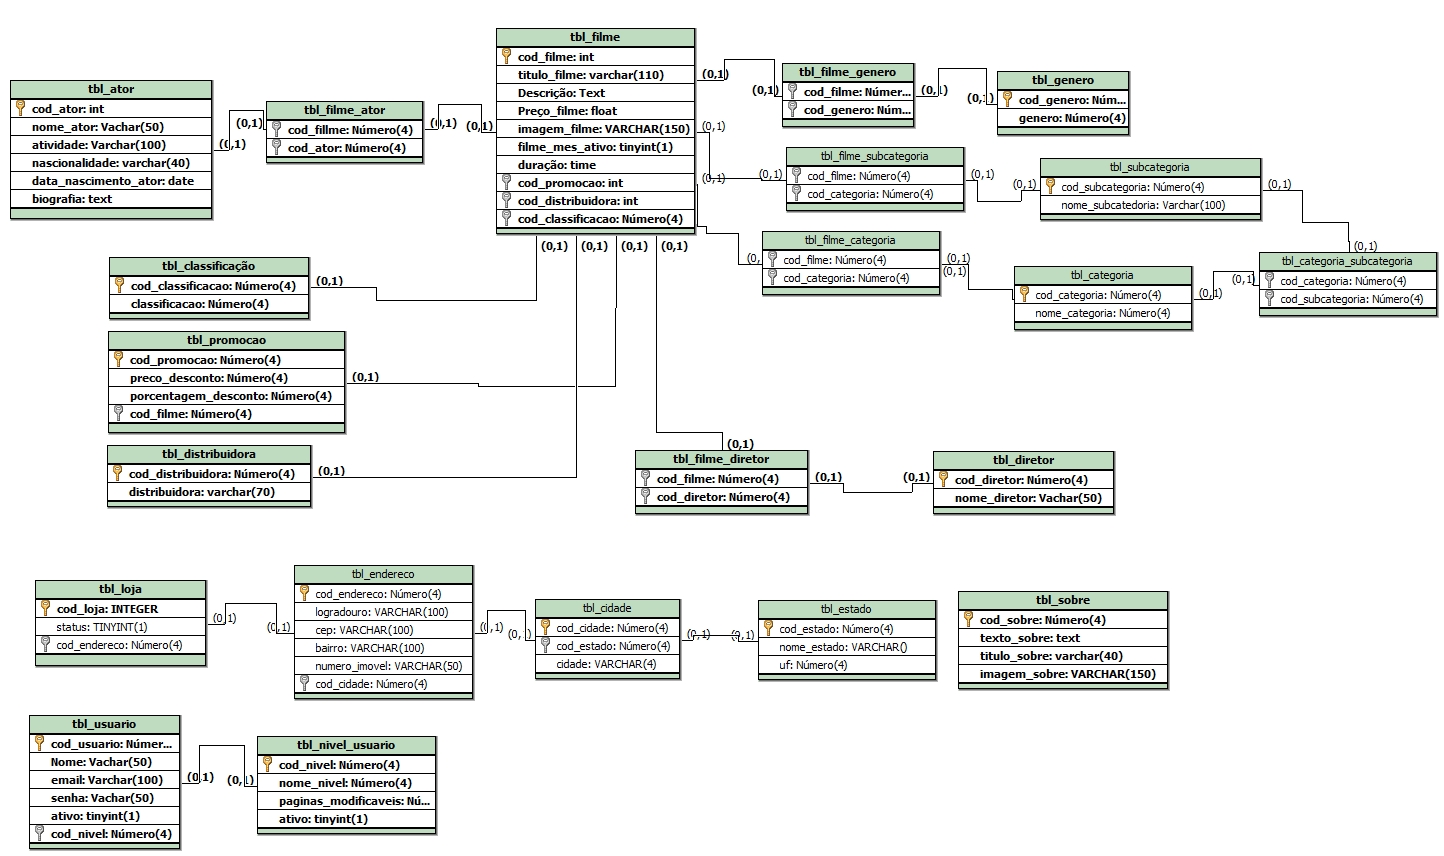 tbl_filme
cod_filme: int
titulo_filme: varchar(110)
Descrição: Text
Preço_filme: float
imagem_filme: VARCHAR(150)
filme_mes_ativo: tinyint(1)
duração: time
cod_promocao: int
cod_distribuidora: int
cod_classificacao: Número(4)
tbl_ator
cod_ator: int
nome_ator: Vachar(50)
atividade: Varchar(100)
nascionalidade: varchar(40)
data_nascimento_ator: date
biografia: text
(0,1)
(0,1)
tbl_filme_ator
cod_fillme: Número(4)
cod_ator: Número(4)
(0,1)
(0,1)
(0,1)
(0,1)
tbl_filme_genero
cod_filme: Númer...
cod_genero: Núm...
(0,1)
(0,1)
tbl_genero
cod_genero: Núm...
genero: Número(4)
(0,1)
(0,1)
(0,1)
tbl_filme_subcategoria
cod_filme: Número(4)
cod_categoria: Número(4)
(0,1)
(0,1)
tbl_subcategoria
cod_subcategoria: Número(4)
nome_subcatedoria: Varchar(100)
(0,1)
(0,1)
(0,
tbl_filme_categoria
cod_filme: Número(4)
cod_categoria: Número(4)
(0,1)
(0,1)
tbl_categoria
cod_categoria: Número(4)
nome_categoria: Número(4)
(0,1)
(0,1)
tbl_categoria_subcategoria
cod_categoria: Número(4)
cod_subcategoria: Número(4)
(0,1)
(0,1)
(0,1)
(0,1)
tbl_classificação
cod_classificacao: Número(4)
classificacao: Número(4)
(0,1)
tbl_promocao
cod_promocao: Número(4)
preco_desconto: Número(4)
porcentagem_desconto: Número(4)
cod_filme: Número(4)
(0,1)
tbl_distribuidora
cod_distribuidora: Número(4)
distribuidora: varchar(70)
(0,1)
(0,1)
tbl_filme_diretor
cod_filme: Número(4)
cod_diretor: Número(4)
(0,1)
(0,1)
tbl_diretor
cod_diretor: Número(4)
nome_diretor: Vachar(50)
tbl_loja
cod_loja: INTEGER
status: TINYINT(1)
cod_endereco: Número(4)
(0,1)
(0,1)
tbl_endereco
cod_endereco: Número(4)
logradouro: VARCHAR(100)
cep: VARCHAR(100)
bairro: VARCHAR(100)
numero_imovel: VARCHAR(50)
cod_cidade: Número(4)
(0,1)
(0,1)
tbl_cidade
cod_cidade: Número(4)
cod_estado: Número(4)
cidade: VARCHAR(4)
(0,1)
(0,1)
tbl_estado
cod_estado: Número(4)
nome_estado: VARCHAR()
uf: Número(4)
tbl_sobre
cod_sobre: Número(4)
texto_sobre: text
titulo_sobre: varchar(40)
imagem_sobre: VARCHAR(150)
tbl_usuario
cod_usuario: Númer...
Nome: Vachar(50)
email: Varchar(100)
senha: Vachar(50)
ativo: tinyint(1)
cod_nivel: Número(4)
(0,1)
(0,1)
tbl_nivel_usuario
cod_nivel: Número(4)
nome_nivel: Número(4)
paginas_modificaveis: Nú...
ativo: tinyint(1)